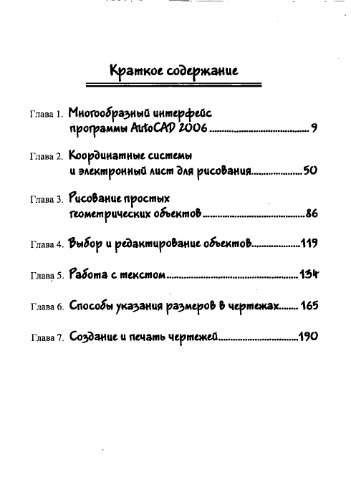 Краткое содержание
Глава 1. Многообразный интерфейс
программы AutoCAD 2006 ........................ 9
Глава 2. Координатные системы
и электронный лист для рисования ............ 50
Глава 3. Рисование простых
геометрических объектов ........................ 86
Глава 4. Выбор и редактирование объектов ............ 119
Глава 5. Работа с текстом ................................ 134
Глава 6. Способы указания размеров в чертежах ....... 165
Глава 7. Создание и печать чертежей .................... 190